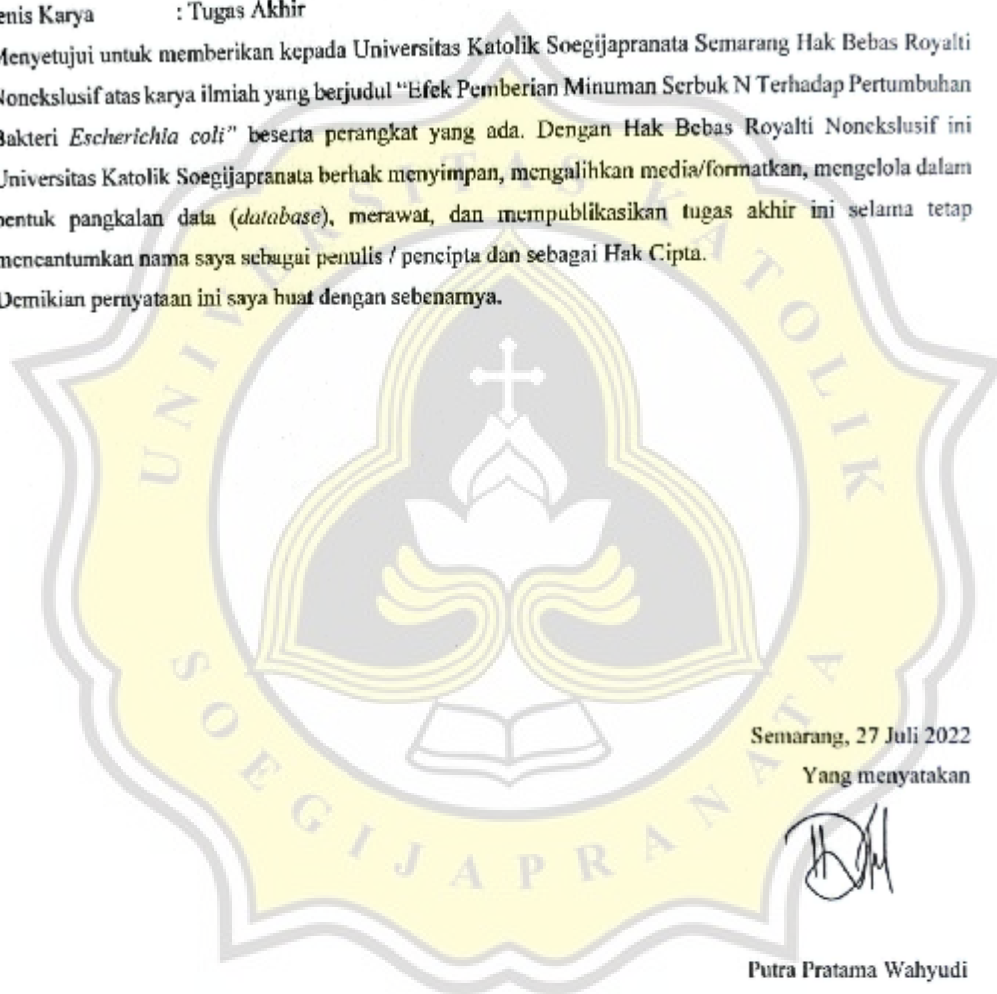 enis Karya : Tugas Akhir
Menyetujui untuk memberikan kepada Universitas Katolik Soegijapranata Semarang Hak Bebas Royalti
Nonekslusif atas karya ilmiah yang berjudul “Efek Pemberian Minuman Serbuk N Terhadap Pertumbuhan
Bakteri Escherichia coli” beserta perangkat yang ada. Dengan Hak Bebas Royalti Nonekslusif ini
Universitas Katolik Soegijapranata berhak menyimpan, mengalihkan media/formatkan, mengelola dalam
bentuk pangkalan data (database), merawat, dan mempublikasikan tugas akhir ini selama tetap
mencantumkan nama saya sebagai penulis / pencipta dan sebagai Hak Cipta.
Demikian pernyataan ini saya buat dengan sebenarnya.
UNIVERSITAS KATOLIK
SOEGIJAPRANATA
Semarang, 27 Juli 2022
Yang menyatakan
Putra Pratama Wahyudi